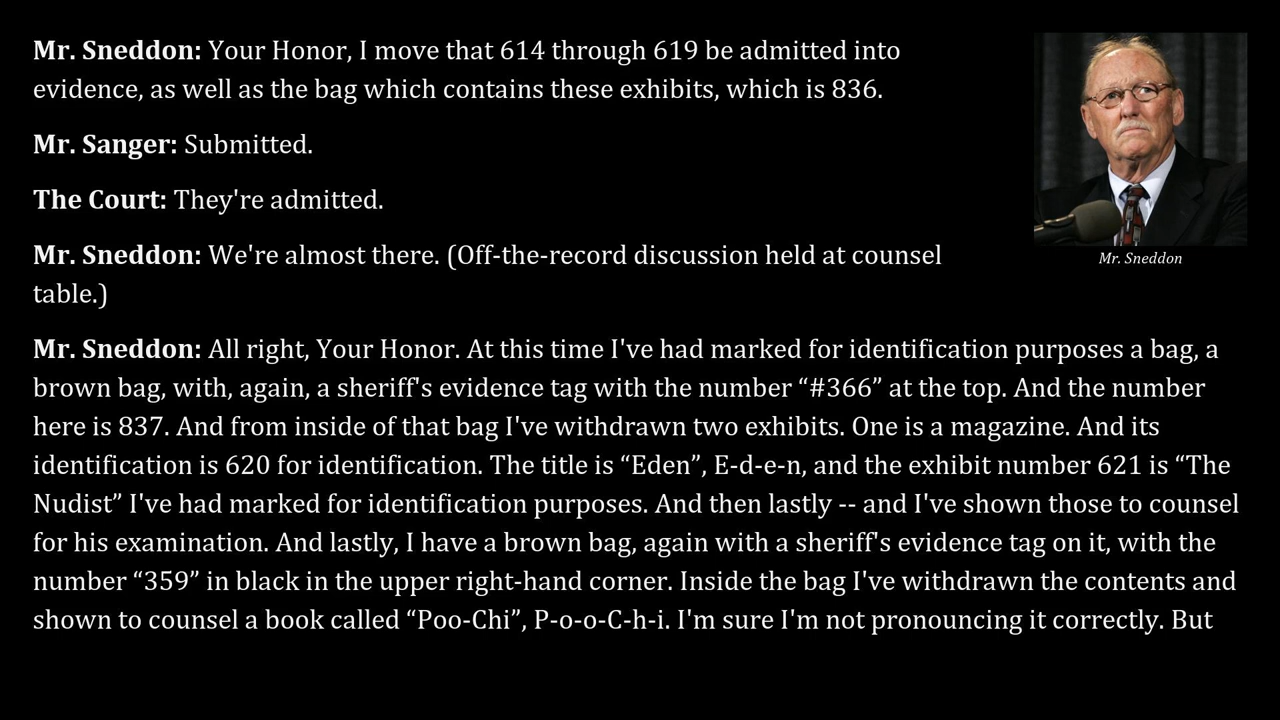 Mr. Sneddon: Your Honor, I move that 614 through 619 be admitted into
evidence, as well as the bag which contains these exhibits, which is 836.
Mr. Sanger: Submitted.
The Court: They're admitted.
Mr. Sneddon: We're almost there. (Off-the-record discussion held at counsel
table.)
Mr. Sneddon
Mr. Sneddon: All right, Your Honor. At this time I've had marked for identification purposes a bag, a
brown bag, with, again, a sheriff's evidence tag with the number “#366” at the top. And the number
here is 837. And from inside of that bag I've withdrawn two exhibits. One is a magazine. And its
identification is 620 for identification. The title is “Eden”, E-d-e-n, and the exhibit number 621 is “The
Nudist” I've had marked for identification purposes. And then lastly -- and I've shown those to counsel
for his examination. And lastly, I have a brown bag, again with a sheriff's evidence tag on it, with the
number “359” in black in the upper right-hand corner. Inside the bag I've withdrawn the contents and
shown to counsel a book called “Poo-Chi”, P-o-o-C-h-i. I'm sure I'm not pronouncing it correctly. But